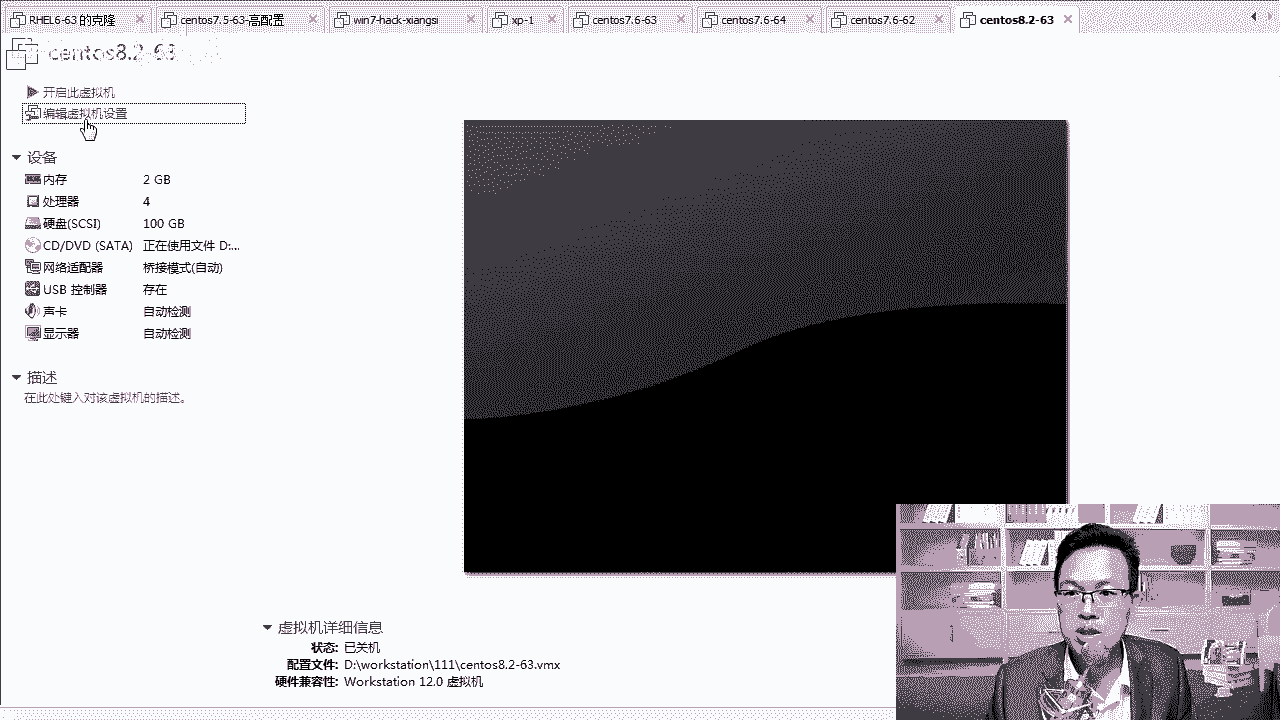 RHEL6-63 的克隆
centos7.5-63-高配置
win7-hack-xiangsi
xp-1
centos7.6-63
centos7.6-64
centos7.6-62
centos8.2-63
centos8.2-63
开启此虚拟机
编辑虚拟机设置
设备
内存 2 GB
处理器 4
硬盘(SCSI) 100 GB
CD/DVD (SATA) 正在使用文件 D:...
网络适配器 桥接模式(自动)
USB 控制器 存在
声卡 自动检测
显示器 自动检测
描述
在此处键入对该虚拟机的描述。
虚拟机详细信息
状态: 已关机
配置文件: D:\workstation\111\centos8.2-63.vmx
硬件兼容性: Workstation 12.0 虚拟机